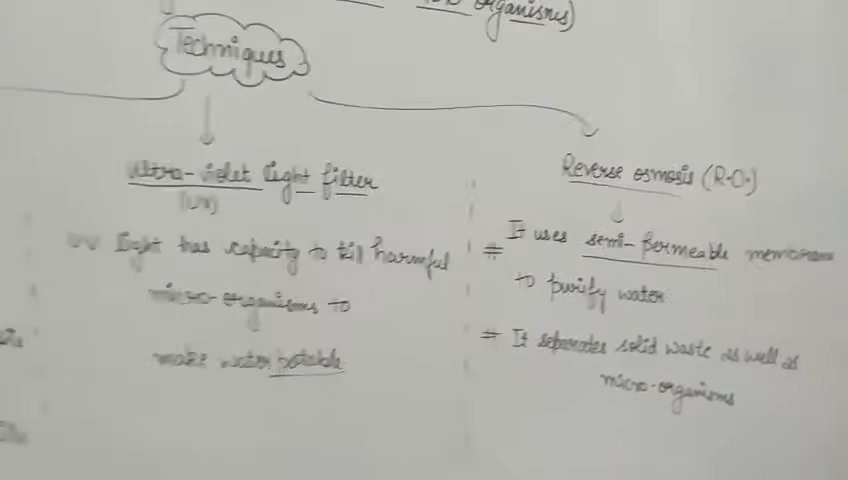 organisms)
Techniques
Ultra-violet light filter
(UV)
UV light has capacity to kill harmful
micro-organisms to
make water potable
Reverse osmosis (R.O.)
# It uses semi-permeable membrane
to purify water
# It seperates solid waste as well as
micro-organisms